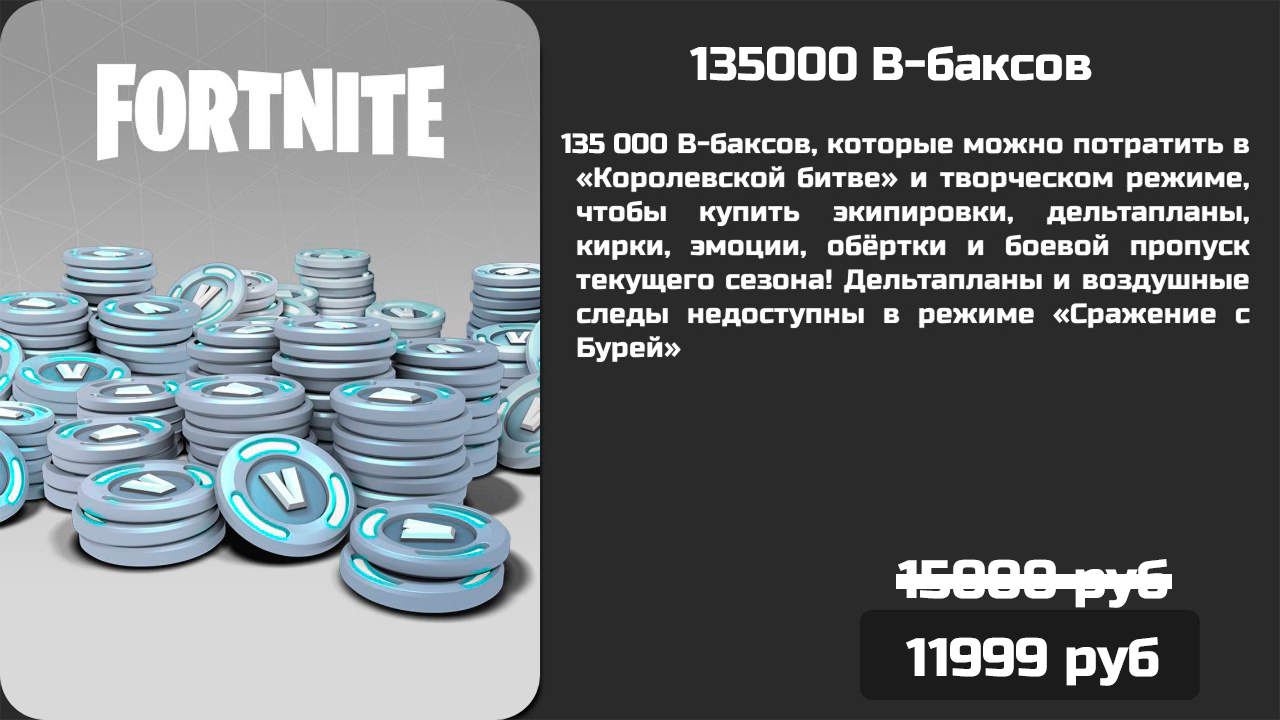 FORTNITE
135000 В-баксов
135 000 В-баксов, которые можно потратить в
«Королевской битве» и творческом режиме,
чтобы купить экипировки, дельтапланы,
кирки, эмоции, обёртки и боевой пропуск
текущего сезона! Дельтапланы и воздушные
следы недоступны в режиме «Сражение с
Бурей»
15000 руб
11999 руб